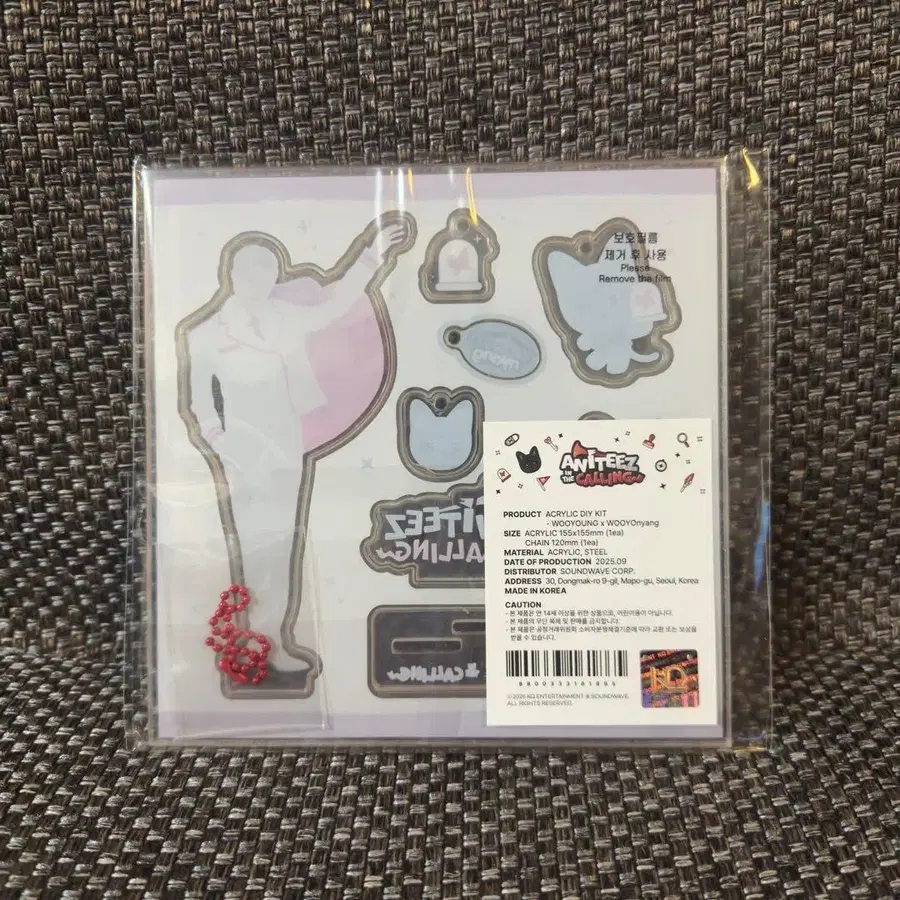 보호필름
제거 후 사용
Please
Remove the film
wyong
ANITEEZ
CALLING
CALLING
ANITEEZ
IN THE CALLING
PRODUCT ACRYLIC DIY KIT
- WOOYOUNG x WOOYOnyang
SIZE ACRYLIC 155x155mm (1ea)
CHAIN 120mm (1ea)
MATERIAL ACRYLIC, STEEL
DATE OF PRODUCTION 2025.09
DISTRIBUTOR SOUNDWAVE CORP.
ADDRESS 30, Dongmak-ro 9-gil, Mapo-gu, Seoul, Korea
MADE IN KOREA
CAUTION
- 본 제품은 만 14세 이상을 위한 상품으로, 어린이용이 아닙니다.
- 본 제품의 무단 복제 및 판매를 금지합니다.
- 본 제품은 공정거래위원회 소비자분쟁해결기준에 따라 교환 또는 보상을
받을 수 있습니다.
ⓒ2025 KQ ENTERTAINMENT X SOUNDWAVE.
ALL RIGHTS RESERVED.
KQ